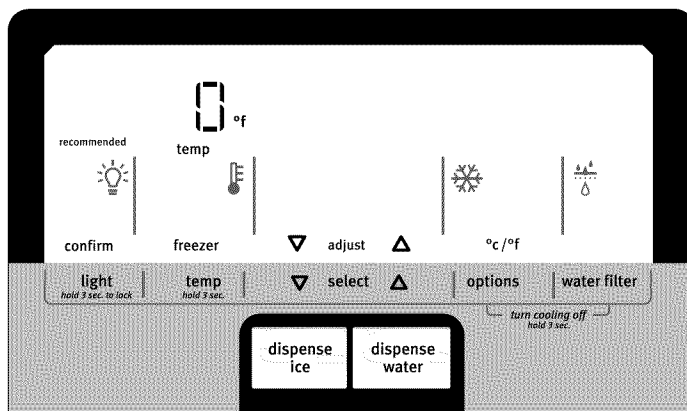 0 °f
recommended
temp
confirm freezer ▽ adjust △ °c/°f
light temp ▽ select △ options water filter
hold 3 sec. to lock hold 3 sec.
turn cooling off
hold 3 sec.
dispense ice
dispense water